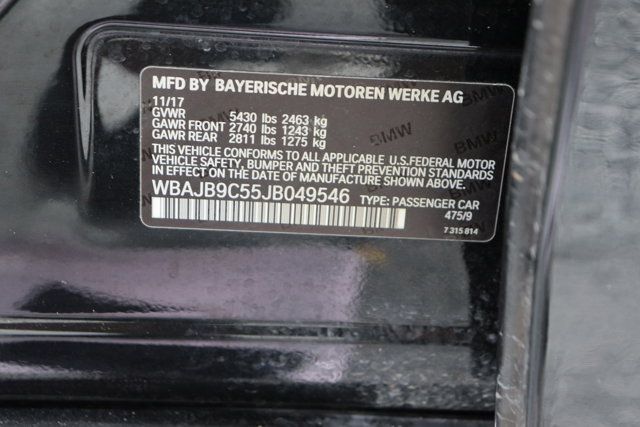 MFD BY BAYERISCHE MOTOREN WERKE AG
11/17
GVWR 5430 lbs 2463 kg
GAWR FRONT 2740 lbs 1243 kg
GAWR REAR 2811 lbs 1275 kg
THIS VEHICLE CONFORMS TO ALL APPLICABLE U.S.FEDERAL MOTOR
VEHICLE SAFETY, BUMPER AND THEFT PREVENTION STANDARDS
IN EFFECT ON THE DATE OF MANUFACTURE SHOWN ABOVE.
WBAJB9C55JB049546 TYPE: PASSENGER CAR
475/9
7 315 814
BMW
BMW